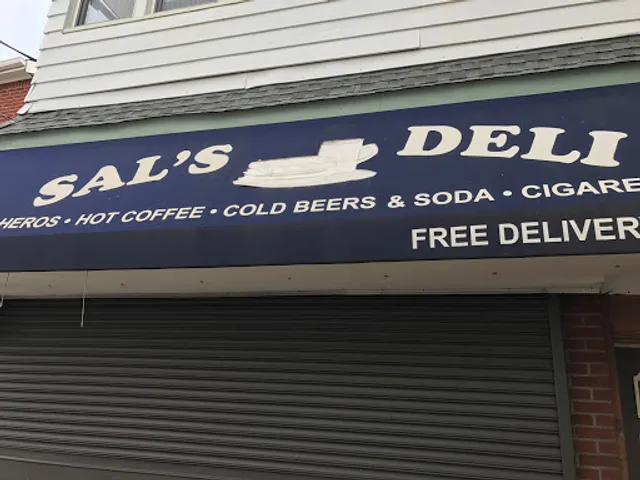 SAL'S DELI
HEROS • HOT COFFEE • COLD BEERS & SODA • CIGARE
FREE DELIVER